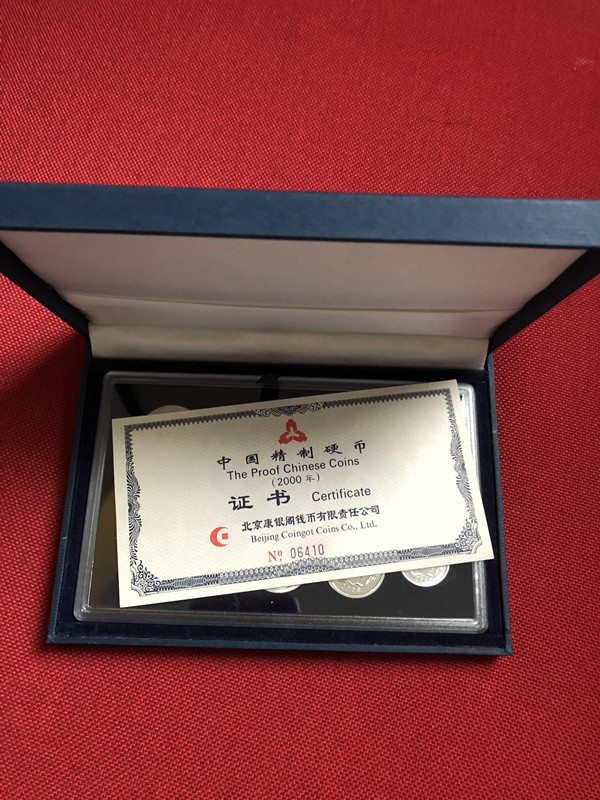 中国精制硬币
The Proof Chinese Coins
(2000年)
证书 Certificate
北京康银阁钱币有限责任公司
Beijing Coingot Coins Co., Ltd.
Nº 06410